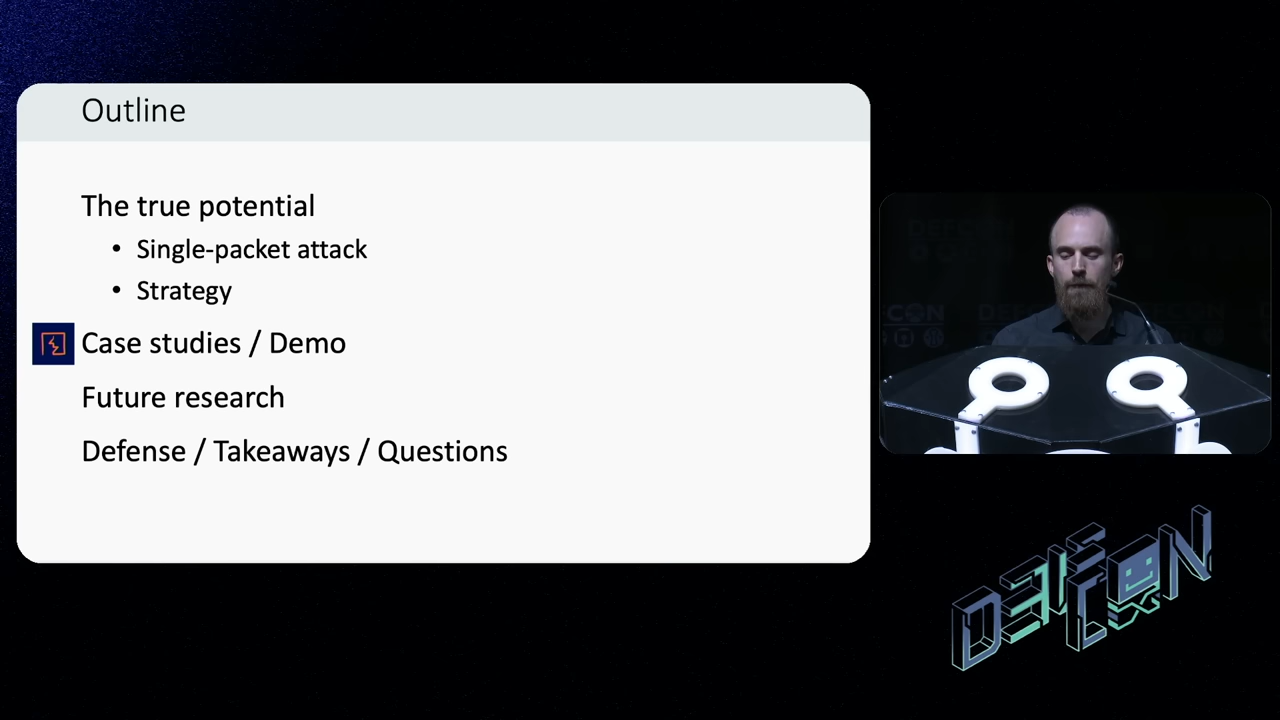 Outline
The true potential
• Single-packet attack
• Strategy
Case studies / Demo
Future research
Defense / Takeaways / Questions
DEF
CON